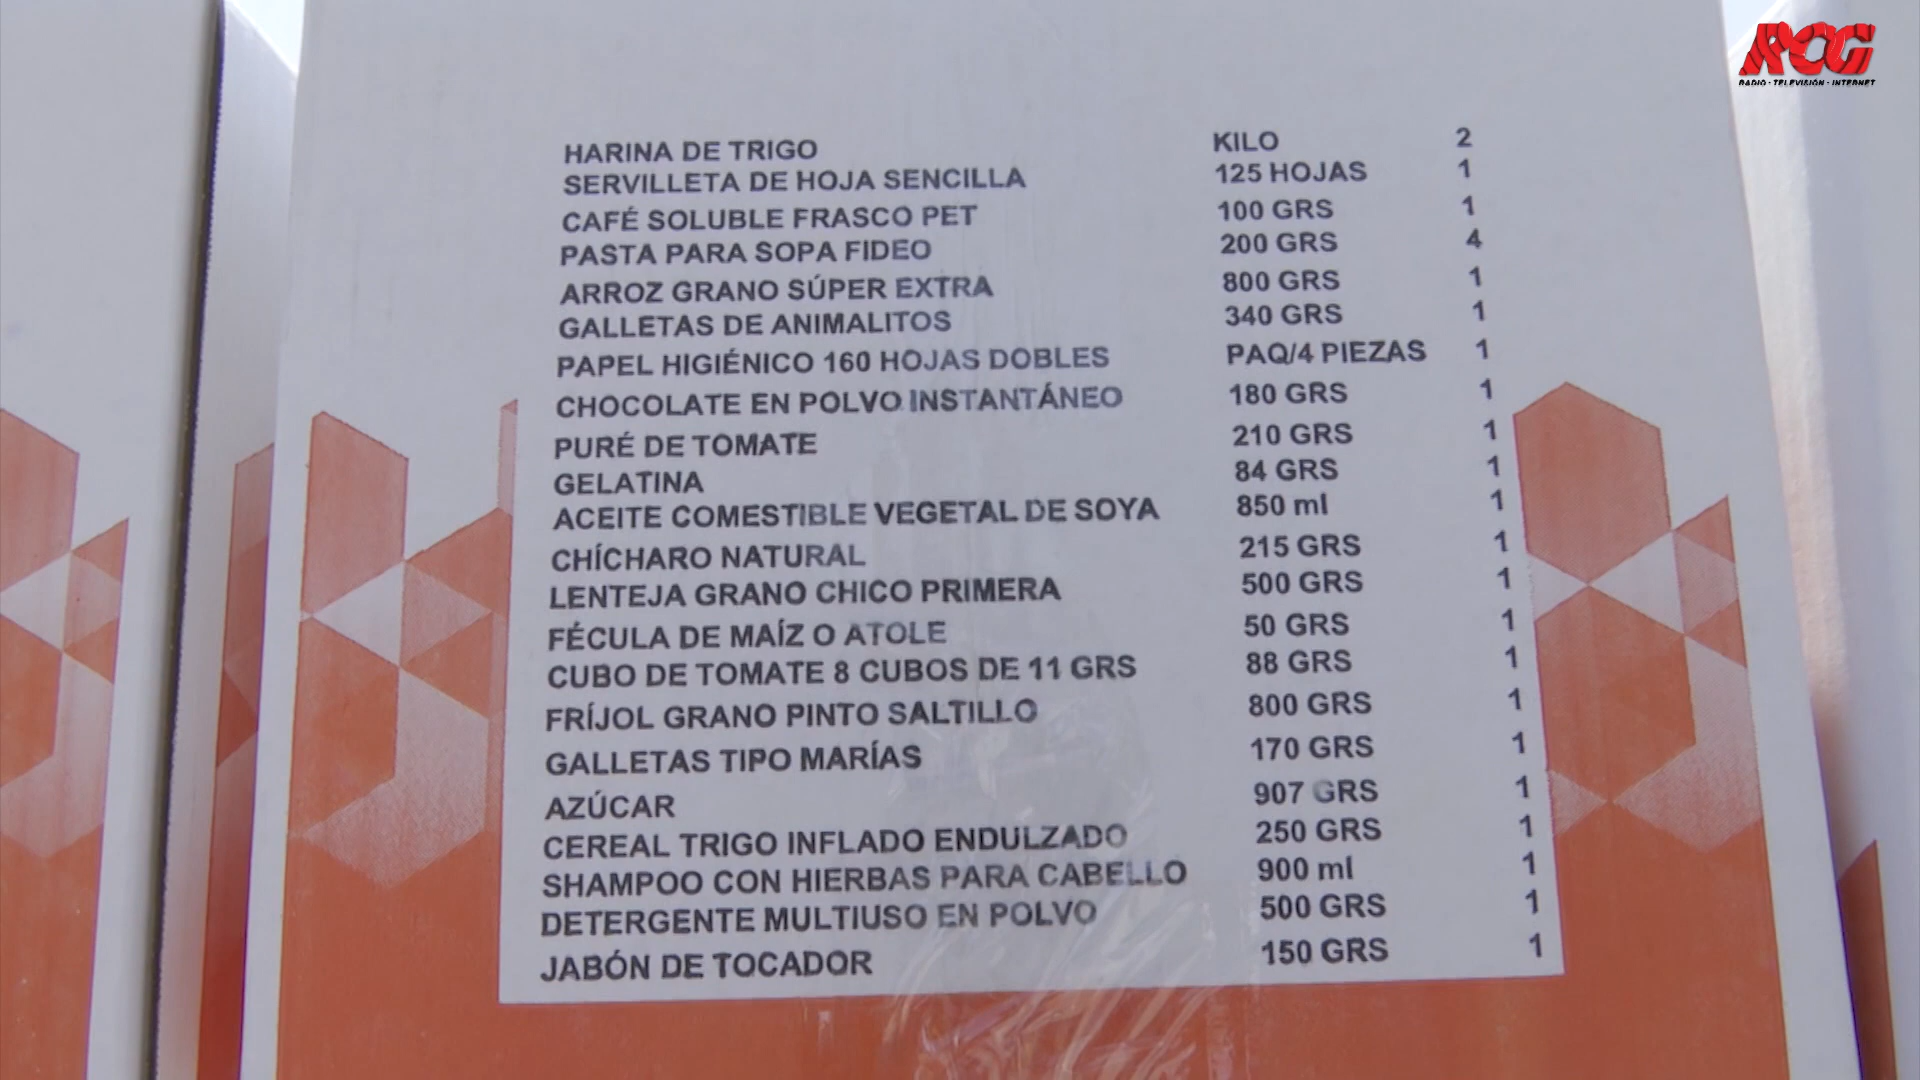 RCG
RADIO · TELEVISIÓN · INTERNET
HARINA DE TRIGO KILO 2
SERVILLETA DE HOJA SENCILLA 125 HOJAS 1
CAFÉ SOLUBLE FRASCO PET 100 GRS 1
PASTA PARA SOPA FIDEO 200 GRS 4
ARROZ GRANO SÚPER EXTRA 800 GRS 1
GALLETAS DE ANIMALITOS 340 GRS 1
PAPEL HIGIÉNICO 160 HOJAS DOBLES PAQ/4 PIEZAS 1
CHOCOLATE EN POLVO INSTANTÁNEO 180 GRS 1
PURÉ DE TOMATE 210 GRS 1
GELATINA 84 GRS 1
ACEITE COMESTIBLE VEGETAL DE SOYA 850 ml 1
CHÍCHARO NATURAL 215 GRS 1
LENTEJA GRANO CHICO PRIMERA 500 GRS 1
FÉCULA DE MAÍZ O ATOLE 50 GRS 1
CUBO DE TOMATE 8 CUBOS DE 11 GRS 88 GRS 1
FRÍJOL GRANO PINTO SALTILLO 800 GRS 1
GALLETAS TIPO MARÍAS 170 GRS 1
AZÚCAR 907 GRS 1
CEREAL TRIGO INFLADO ENDULZADO 250 GRS 1
SHAMPOO CON HIERBAS PARA CABELLO 900 ml 1
DETERGENTE MULTIUSO EN POLVO 500 GRS 1
JABÓN DE TOCADOR 150 GRS 1